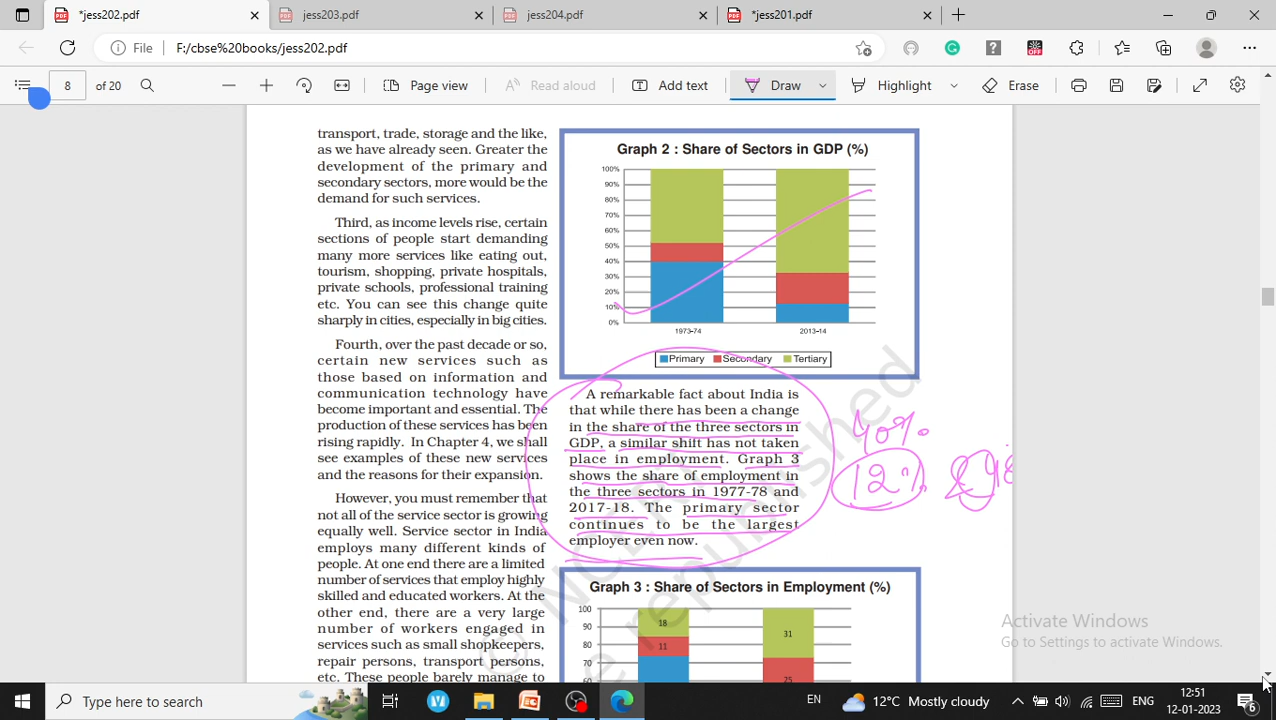 *jess202.pdf
jess203.pdf
jess204.pdf
*jess201.pdf
File
F:/cbse%20books/jess202.pdf
OFF
8
of 20
Page view
Read aloud
Add text
Draw
Highlight
Erase
transport, trade, storage and the like,
as we have already seen. Greater the
development of the primary and
secondary sectors, more would be the
demand for such services.
Third, as income levels rise, certain
sections of people start demanding
many more services like eating out,
tourism, shopping, private hospitals,
private schools, professional training
etc. You can see this change quite
sharply in cities, especially in big cities.
Fourth, over the past decade or so,
certain new services such as
those based on information and
communication technology have
become important and essential. The
production of these services has been
rising rapidly. In Chapter 4, we shall
see examples of these new services
and the reasons for their expansion.
However, you must remember that
not all of the service sector is growing
equally well. Service sector in India
employs many different kinds of
people. At one end there are a limited
number of services that employ highly
skilled and educated workers. At the
other end, there are a very large
number of workers engaged in
services such as small shopkeepers,
repair persons, transport persons,
etc. These people barely manage to
Graph 2 : Share of Sectors in GDP (%)
100%
90%
80%
70%
60%
50%
40%
30%
20%
10%
0%
1973-74
2013-14
Primary
Secondary
Tertiary
A remarkable fact about India is
that while there has been a change
in the share of the three sectors in
GDP, a similar shift has not taken
place in employment. Graph 3
shows the share of employment in
the three sectors in 1977-78 and
2017-18. The primary sector
continues to be the largest
employer even now.
40%
12%
Graph 3 : Share of Sectors in Employment (%)
100
90
80
70
60
18
11
31
25
republished
Activate Windows
Go to Settings to activate Windows.
Type here to search
EN
12°C Mostly cloudy
ENG
12:51
12-01-2023
6